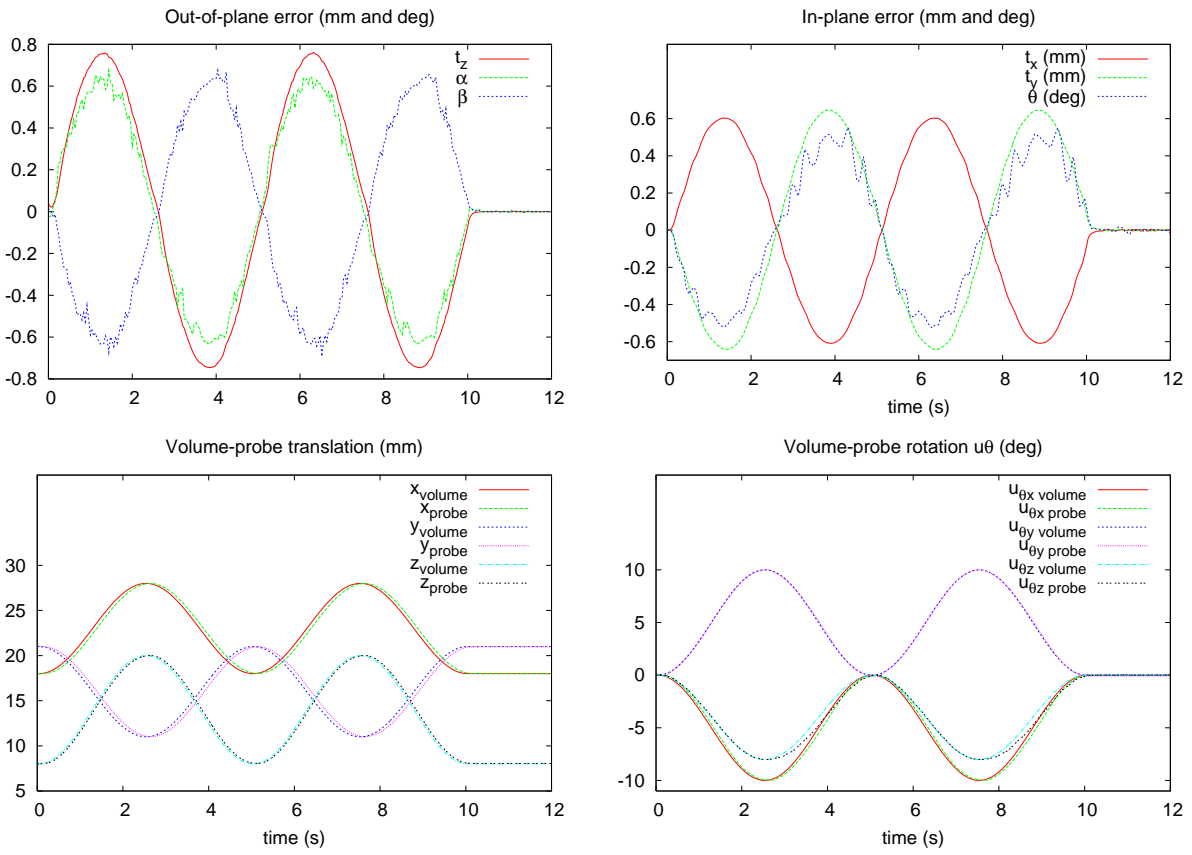 Out-of-plane error (mm and deg)
0.8
0.6
0.4
0.2
0
-0.2
-0.4
-0.6
-0.8
0 2 4 6 8 10 12
t_z
α
β
In-plane error (mm and deg)
0.6
0.4
0.2
0
-0.2
-0.4
-0.6
0 2 4 6 8 10 12
time (s)
t_x (mm)
t_y (mm)
θ (deg)
Volume-probe translation (mm)
30
25
20
15
10
5
0 2 4 6 8 10 12
time (s)
x_volume
x_probe
y_volume
y_probe
z_volume
z_probe
Volume-probe rotation uθ (deg)
10
5
0
-5
-10
0 2 4 6 8 10 12
time (s)
u_θx volume
u_θx probe
u_θy volume
u_θy probe
u_θz volume
u_θz probe